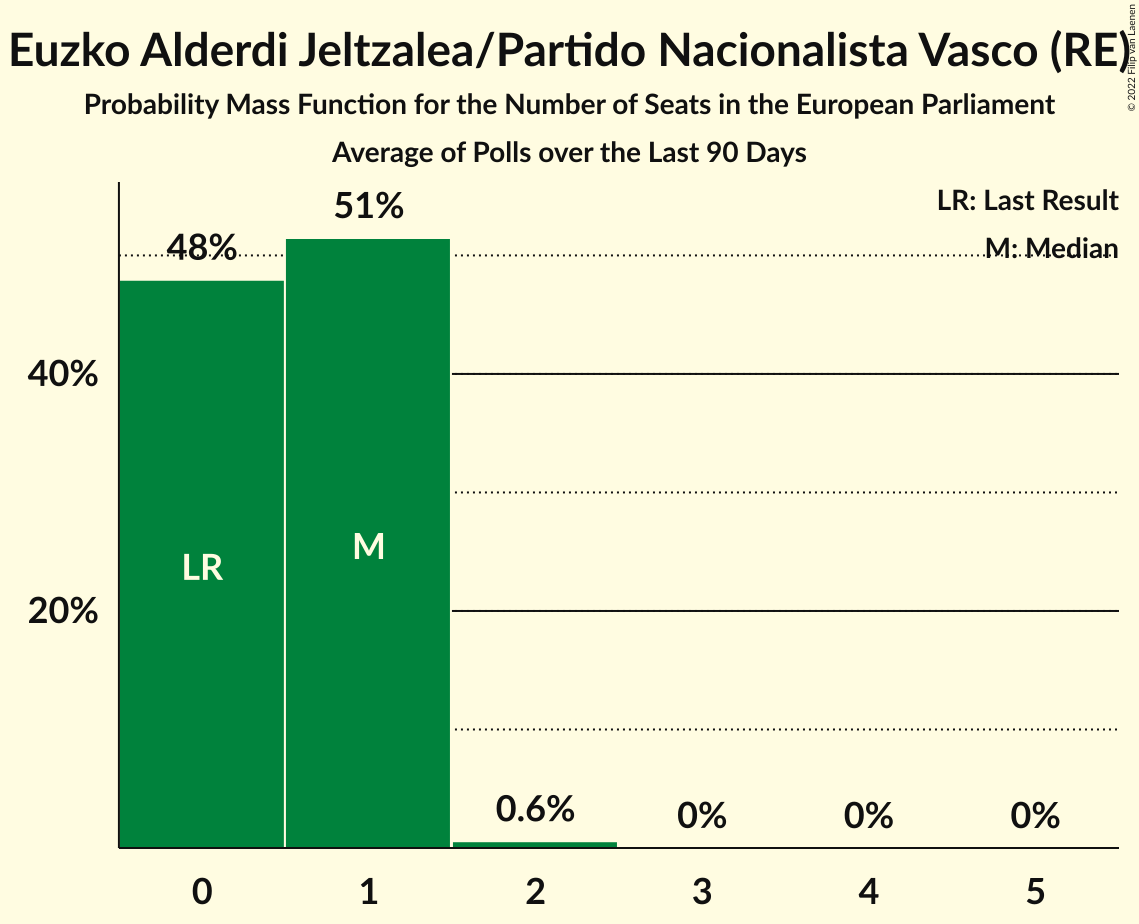 Euzko Alderdi Jeltzalea/Partido Nacionalista Vasco (RE)
© 2022 Filip van Laenen
Probability Mass Function for the Number of Seats in the European Parliament
Average of Polls over the Last 90 Days
LR: Last Result
M: Median
51%
48%
40%
20%
LR
M
0.6%
0%
0%
0%
0
1
2
3
4
5